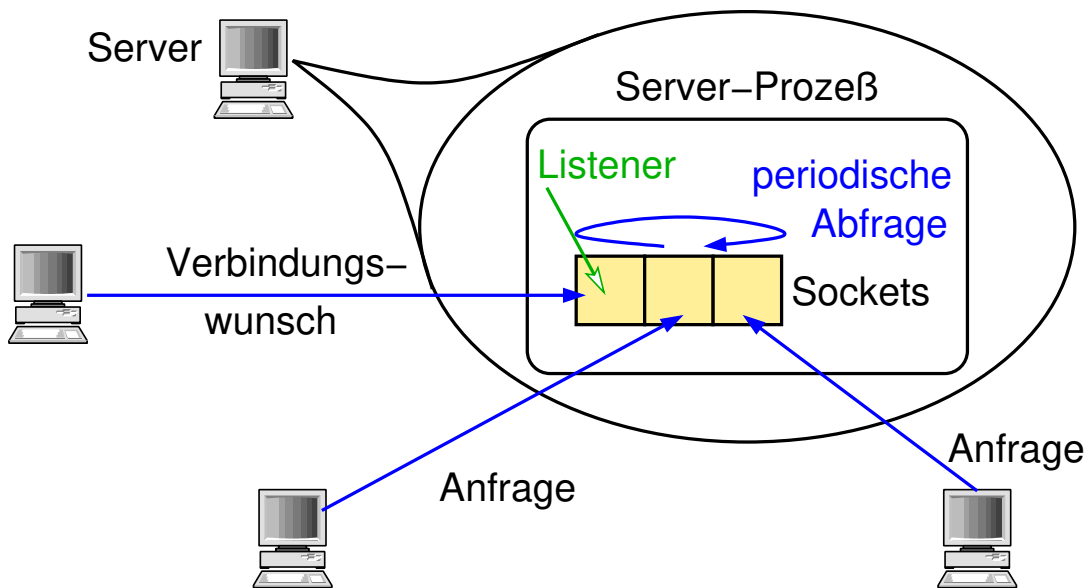 Server
Server–Prozeß
Listener
periodische
Abfrage
Verbindungs–
wunsch
Sockets
Anfrage
Anfrage